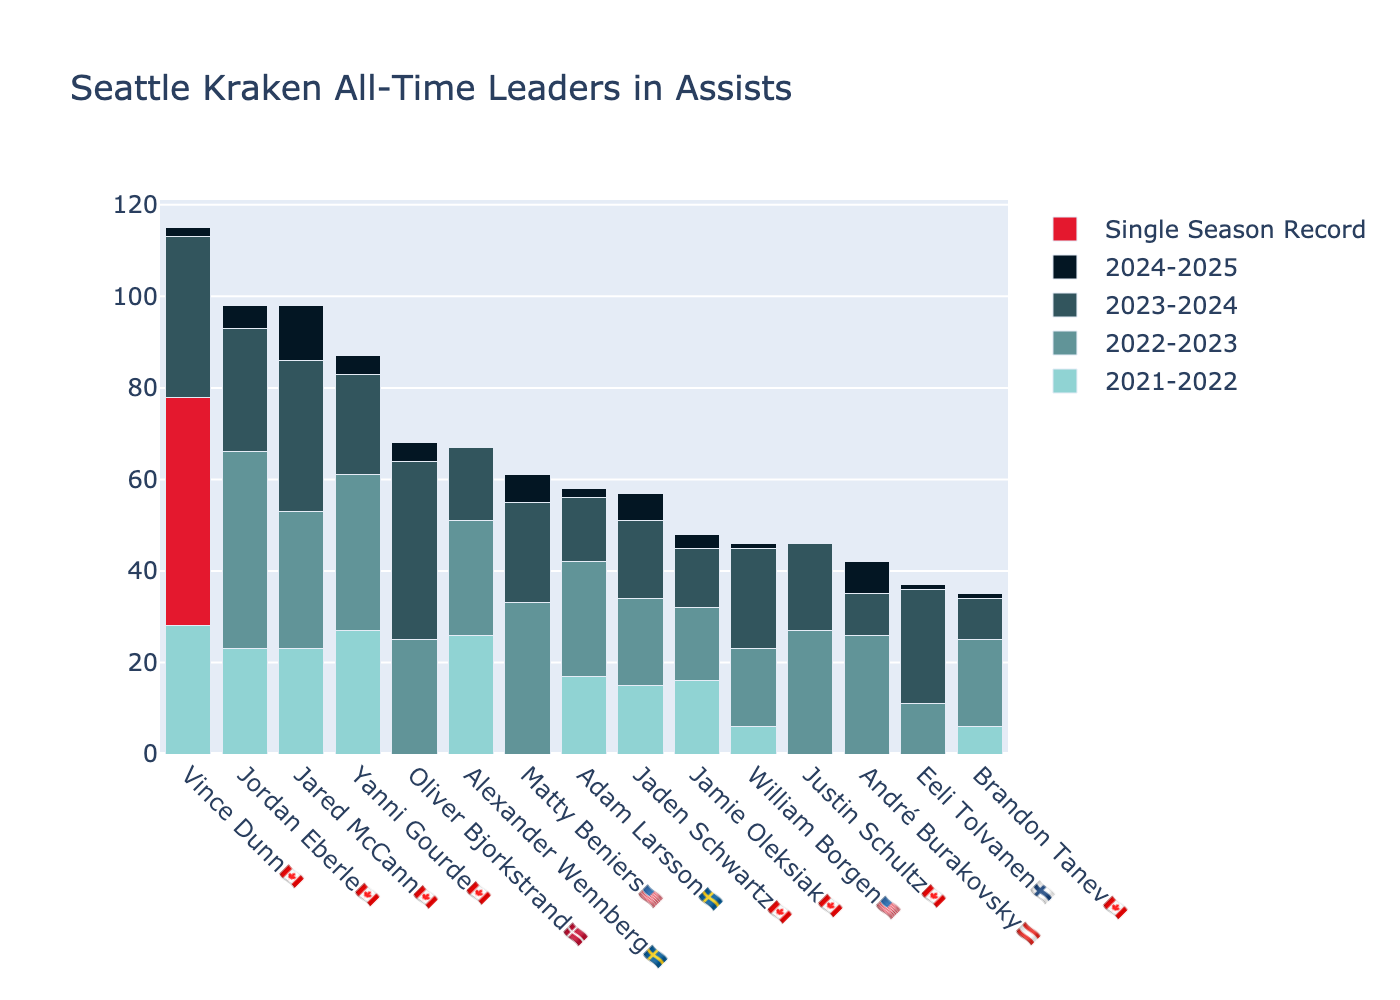 Seattle Kraken All-Time Leaders in Assists
120
100
80
60
40
20
0
Single Season Record
2024-2025
2023-2024
2022-2023
2021-2022
Vince Dunn🇨🇦
Jordan Eberle🇨🇦
Jared McCann🇨🇦
Yanni Gourde🇨🇦
Oliver Bjorkstrand🇩🇰
Alexander Wennberg🇸🇪
Matty Beniers🇺🇸
Adam Larsson🇸🇪
Jaden Schwartz🇨🇦
Jamie Oleksiak🇨🇦
William Borgen🇺🇸
Justin Schultz🇨🇦
André Burakovsky🇦🇹
Eeli Tolvanen🇫🇮
Brandon Tanev🇨🇦